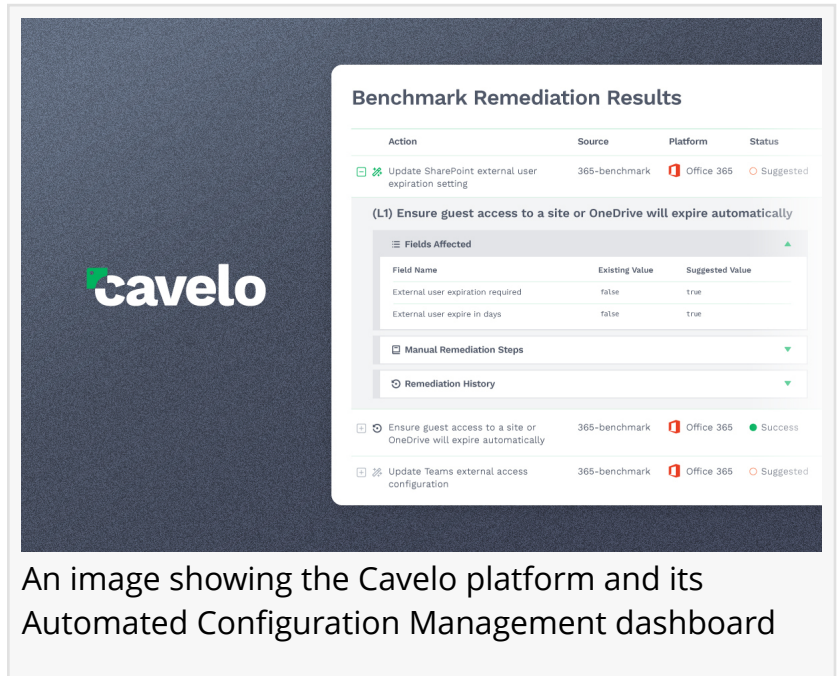 cavelo
Benchmark Remediation Results
Action Source Platform Status
Update SharePoint external user 365-benchmark Office 365 Suggested
expiration setting
(L1) Ensure guest access to a site or OneDrive will expire automatically
Fields Affected
Field Name Existing Value Suggested Value
External user expiration required false true
External user expire in days false true
Manual Remediation Steps
Remediation History
Ensure guest access to a site or 365-benchmark Office 365 Success
OneDrive will expire automatically
Update Teams external access 365-benchmark Office 365 Suggested
configuration
An image showing the Cavelo platform and its
Automated Configuration Management dashboard